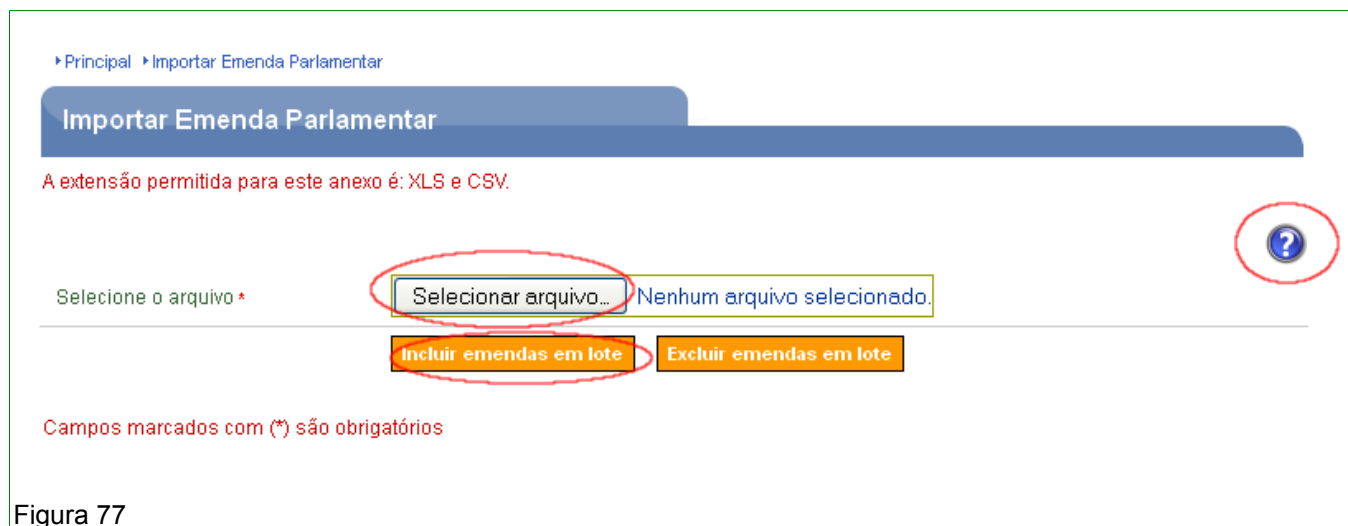 Principal Importar Emenda Parlamentar
Importar Emenda Parlamentar
A extensão permitida para este anexo é: XLS e CSV.
?
Selecione o arquivo * Selecionar arquivo... Nenhum arquivo selecionado.
Incluir emendas em lote Excluir emendas em lote
Campos marcados com (*) são obrigatórios
Figura 77